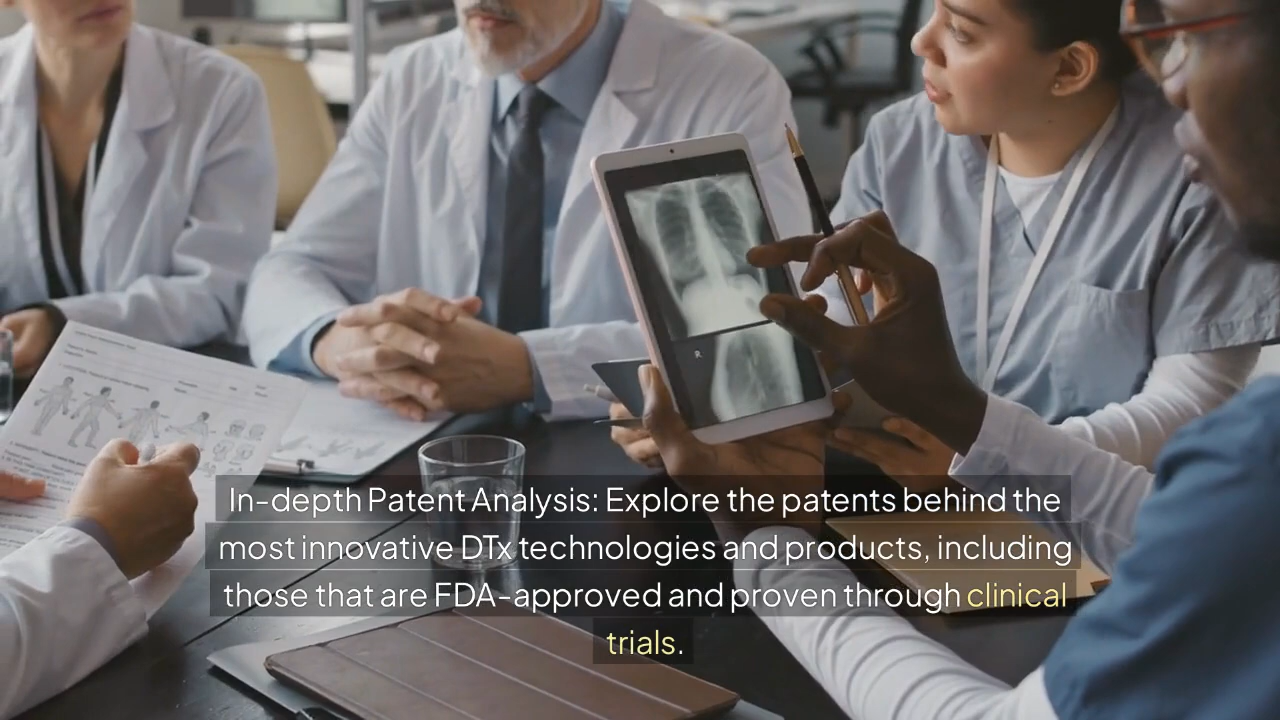 In-depth Patent Analysis: Explore the patents behind the
most innovative DTx technologies and products, including
those that are FDA-approved and proven through clinical
trials.
R